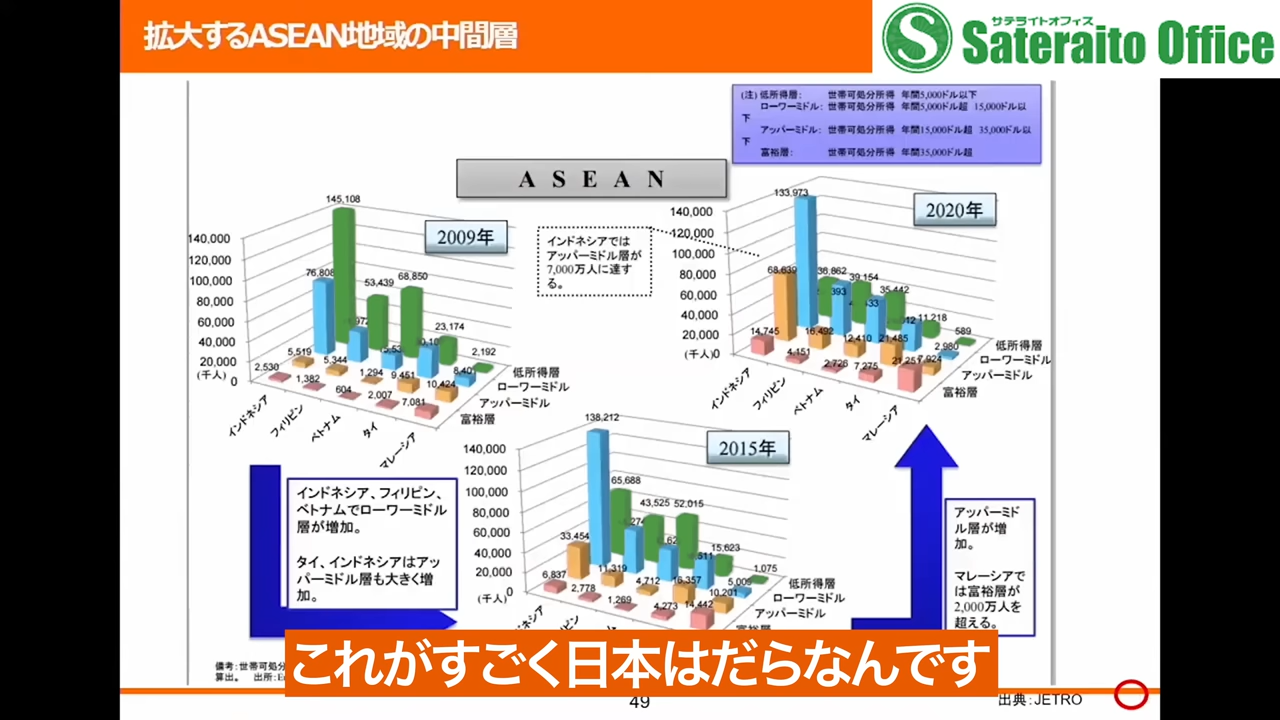 拡大するASEAN地域の中間層
サテライトオフィス
Sateraito Office
(注) 低所得層: 世帯可処分所得 年間5,000ドル以下
ローワーミドル: 世帯可処分所得 年間5,000ドル超 15,000ドル以
下
アッパーミドル: 世帯可処分所得 年間15,000ドル超 35,000ドル以
下
富裕層: 世帯可処分所得 年間35,000ドル超
ASEAN
2009年
145,108
140,000
120,000
100,000
80,000
60,000
40,000
20,000
(千人)
0
76,808
53,439
68,850
23,174
2,192
5,519
5,344
1,294
9,451
10,424
2,530
1,382
604
2,007
7,081
低所得層
ローワーミドル
アッパーミドル
富裕層
インドネシア
フィリピン
ベトナム
タイ
マレーシア
インドネシアでは
アッパーミドル層が
7,000万人に達す
る。
2020年
133,973
140,000
120,000
100,000
80,000
60,000
40,000
20,000
(千人)0
68,639
36,862
39,154
35,442
11,218
589
14,745
16,492
12,410
21,485
2,980
4,151
2,726
7,275
21,251
7,924
低所得層
ローワーミドル
アッパーミドル
富裕層
インドネシア
フィリピン
ベトナム
タイ
マレーシア
2015年
138,212
140,000
120,000
100,000
80,000
60,000
40,000
20,000
(千人)
0
65,688
43,525
52,015
15,623
1,075
33,454
11,319
4,712
16,357
10,201
5,005
6,837
2,778
1,269
4,273
14,442
低所得層
ローワーミドル
アッパーミドル
インドネシ、フィリピン、
ベトナムでローワーミドル
層が増加。
タイ、インドネシアはアッ
パーミドル層も大きく増
加。
アッパーミド
ル層が増
加。
マレーシアで
は富裕層が
2,000万人を
超える。
備考:世帯可処
算出。 出所:
これがすごく日本はだらなんです
49
出典:JETRO